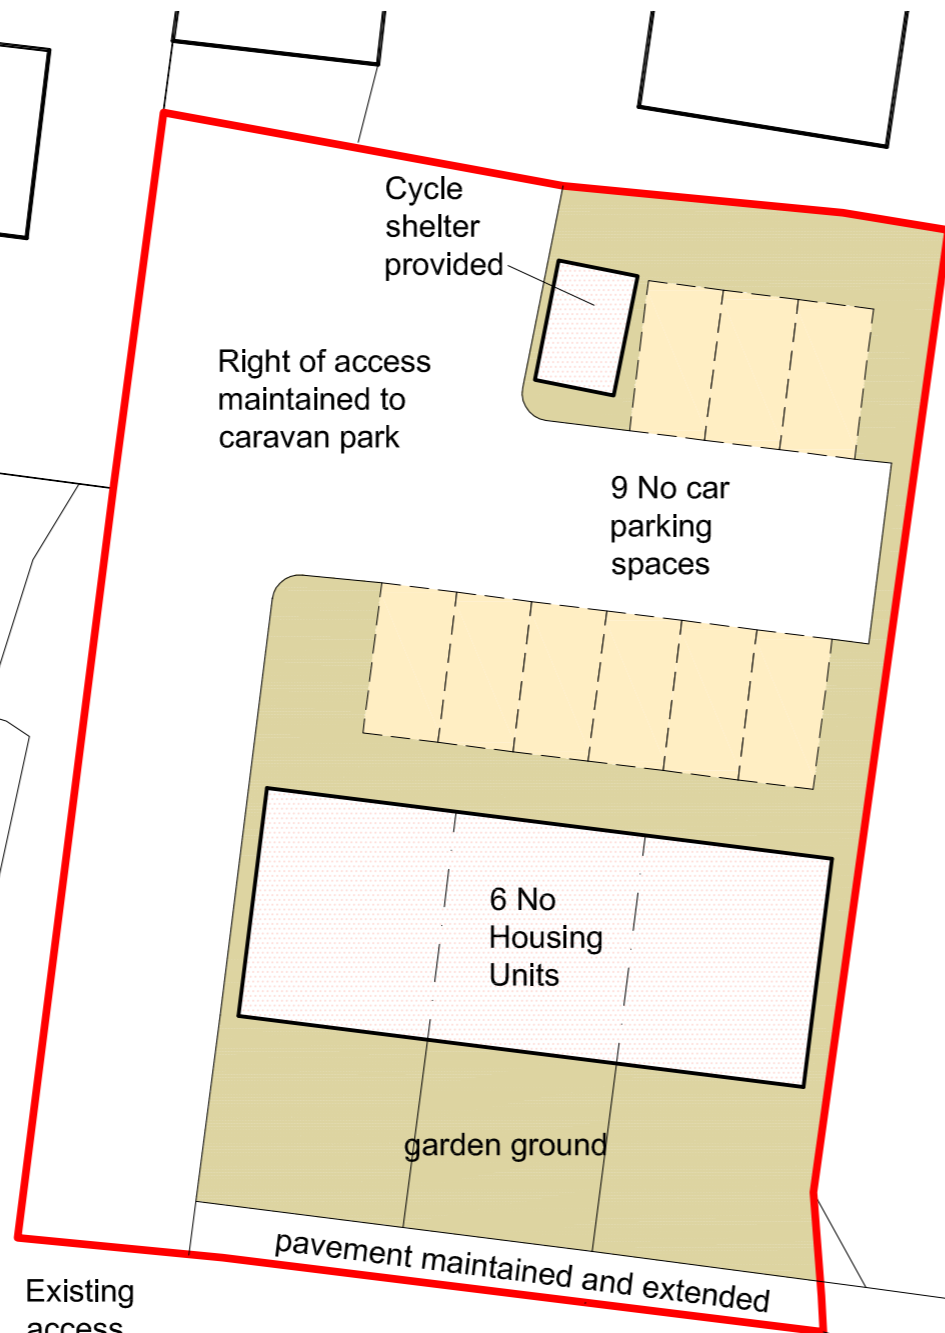 Cycle
shelter
provided
Right of access
maintained to
caravan park
9 No car
parking
spaces
6 No
Housing
Units
garden ground
pavement maintained and extended
Existing
access